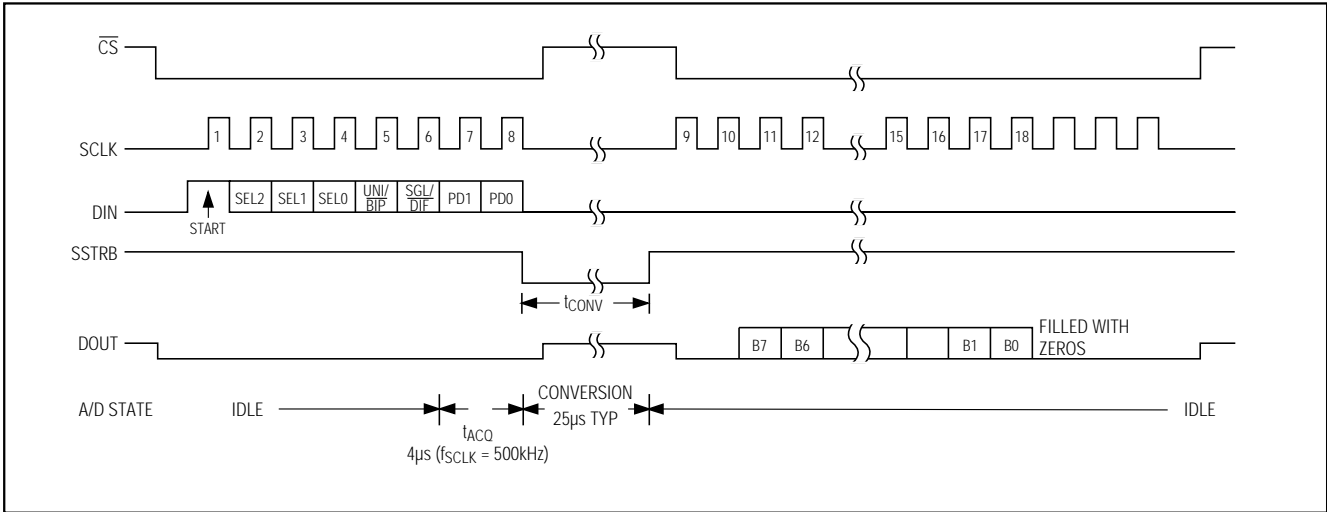 CS
SCLK 1 2 3 4 5 6 7 8 9 10 11 12 15 16 17 18
DIN SEL2 SEL1 SEL0 UNI/BIP SGL/DIF PD1 PD0
START
SSTRB
tCONV
DOUT B7 B6 B1 B0 FILLED WITH ZEROS
A/D STATE IDLE CONVERSION IDLE
25µs TYP
tACQ
4µs (fSCLK = 500kHz)